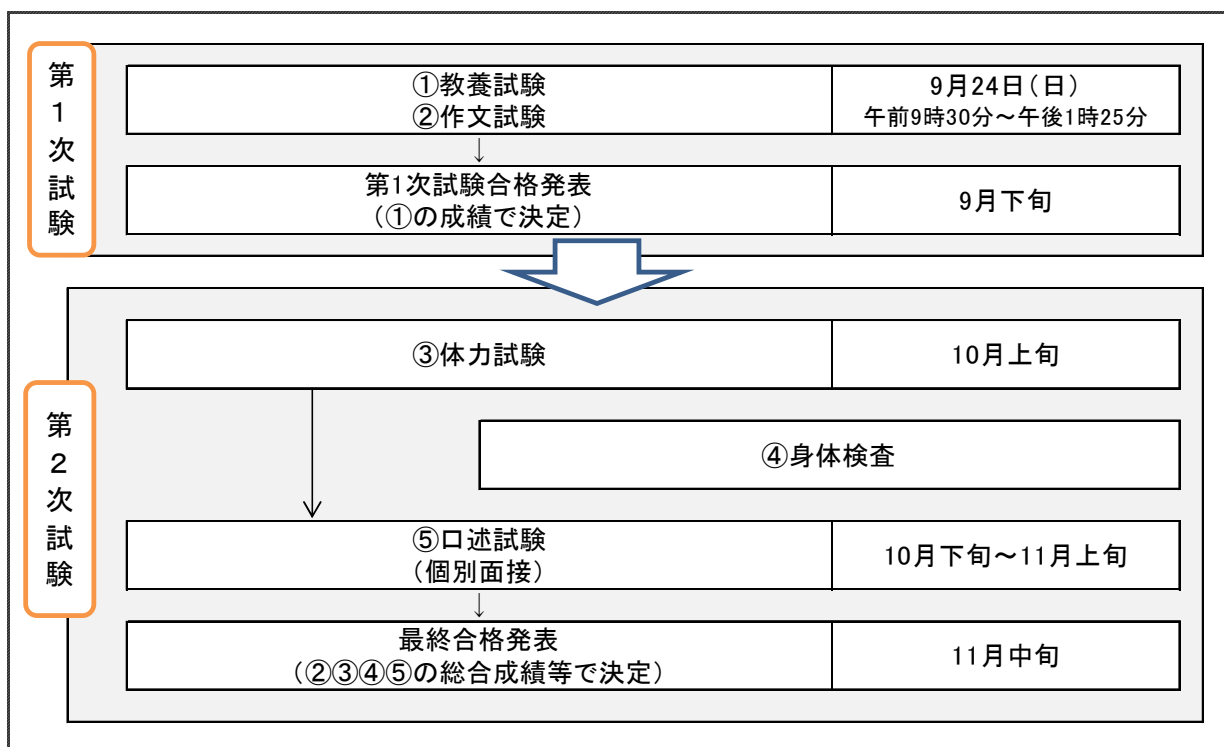 第1次試験
①教養試験
②作文試験
9月24日(日)
午前9時30分～午後1時25分
↓
第1次試験合格発表
(①の成績で決定)
9月下旬
第2次試験
③体力試験
10月上旬
④身体検査
⑤口述試験
(個別面接)
10月下旬～11月上旬
↓
最終合格発表
(②③④⑤の総合成績等で決定)
11月中旬